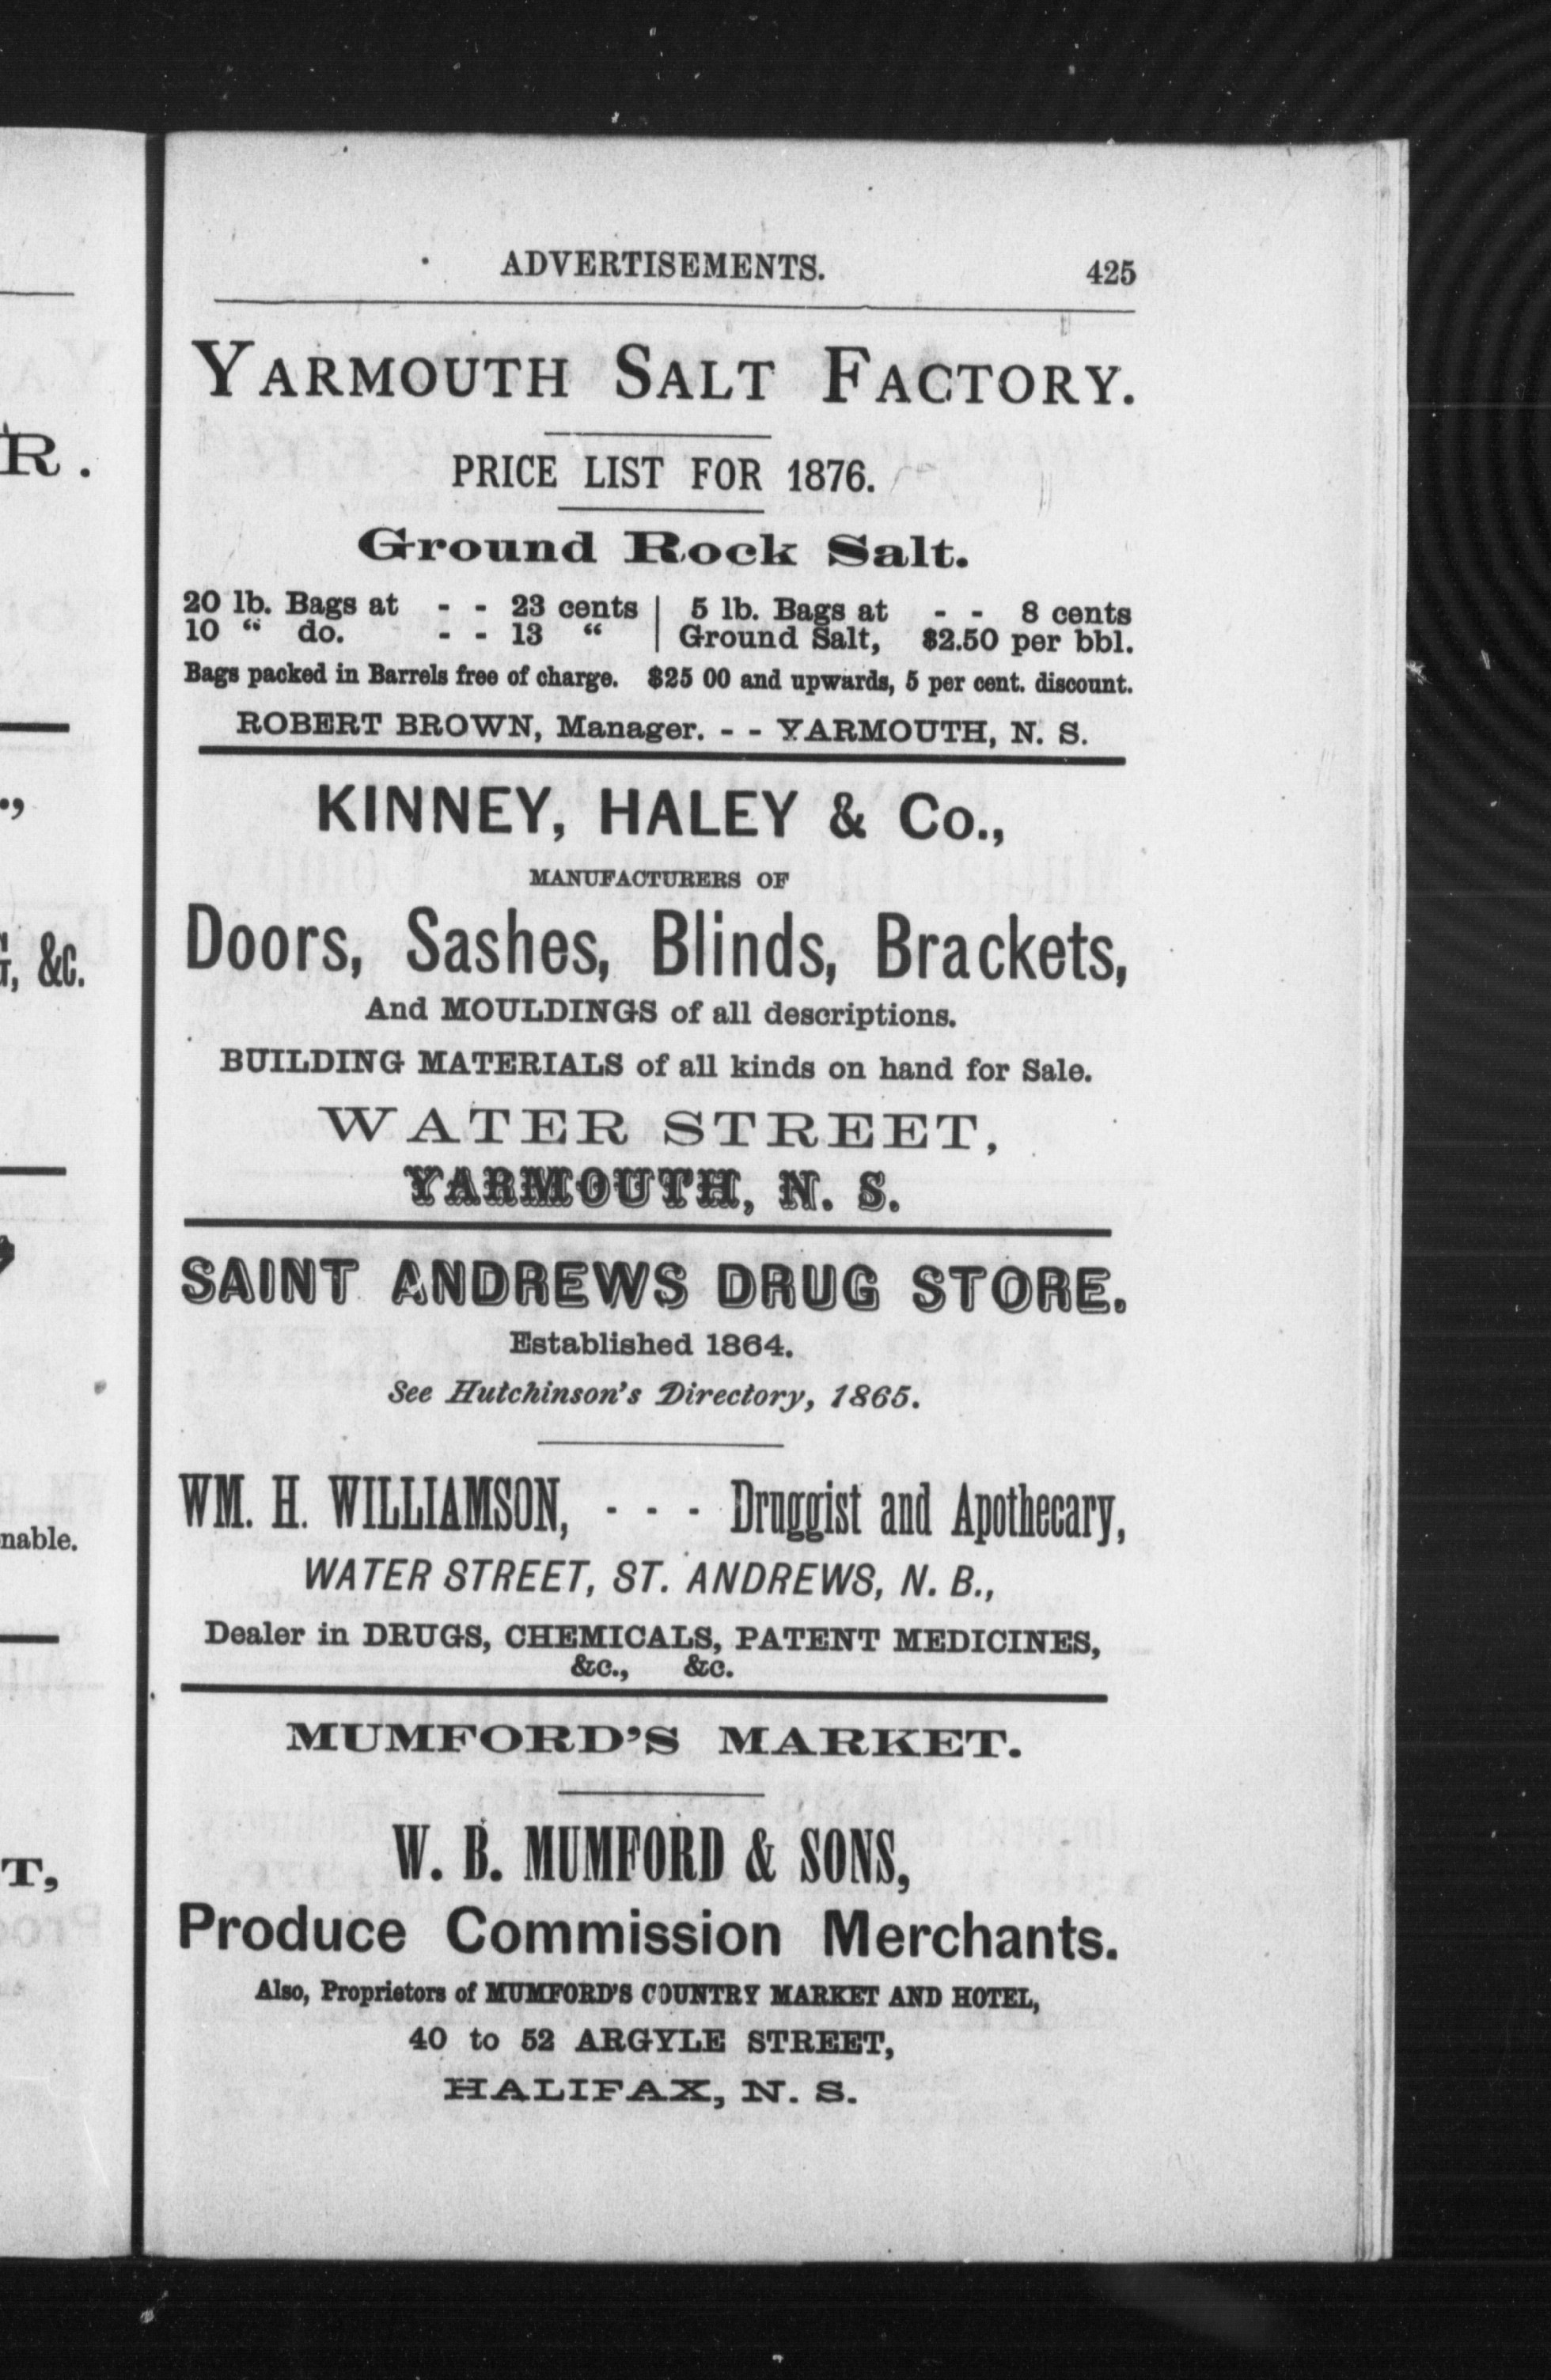 ADVERTISEMENTS. 425
YARMOUTH SALT FACTORY.
PRICE LIST FOR 1876.
Ground Rock Salt.
20 lb. Bags at - - 23 cents | 5 lb. Bags at - - 8 cents
10 “ do. - - 13 “ | Ground Salt, $2.50 per bbl.
Bags packed in Barrels free of charge. $25 00 and upwards, 5 per cent. discount.
ROBERT BROWN, Manager. - - YARMOUTH, N. S.
KINNEY, HALEY & Co.,
MANUFACTURERS OF
Doors, Sashes, Blinds, Brackets,
And MOULDINGS of all descriptions.
BUILDING MATERIALS of all kinds on hand for Sale.
WATER STREET,
YARMOUTH, N. S.
SAINT ANDREWS DRUG STORE.
Established 1864.
See Hutchinson's Directory, 1865.
WM. H. WILLIAMSON, - - - Druggist and Apothecary,
WATER STREET, ST. ANDREWS, N. B.,
Dealer in DRUGS, CHEMICALS, PATENT MEDICINES,
&c., &c.
MUMFORD'S MARKET.
W. B. MUMFORD & SONS,
Produce Commission Merchants.
Also, Proprietors of MUMFORD'S COUNTRY MARKET AND HOTEL,
40 to 52 ARGYLE STREET,
HALIFAX, N. S.
R.
.,
, &c.
nable.
T,